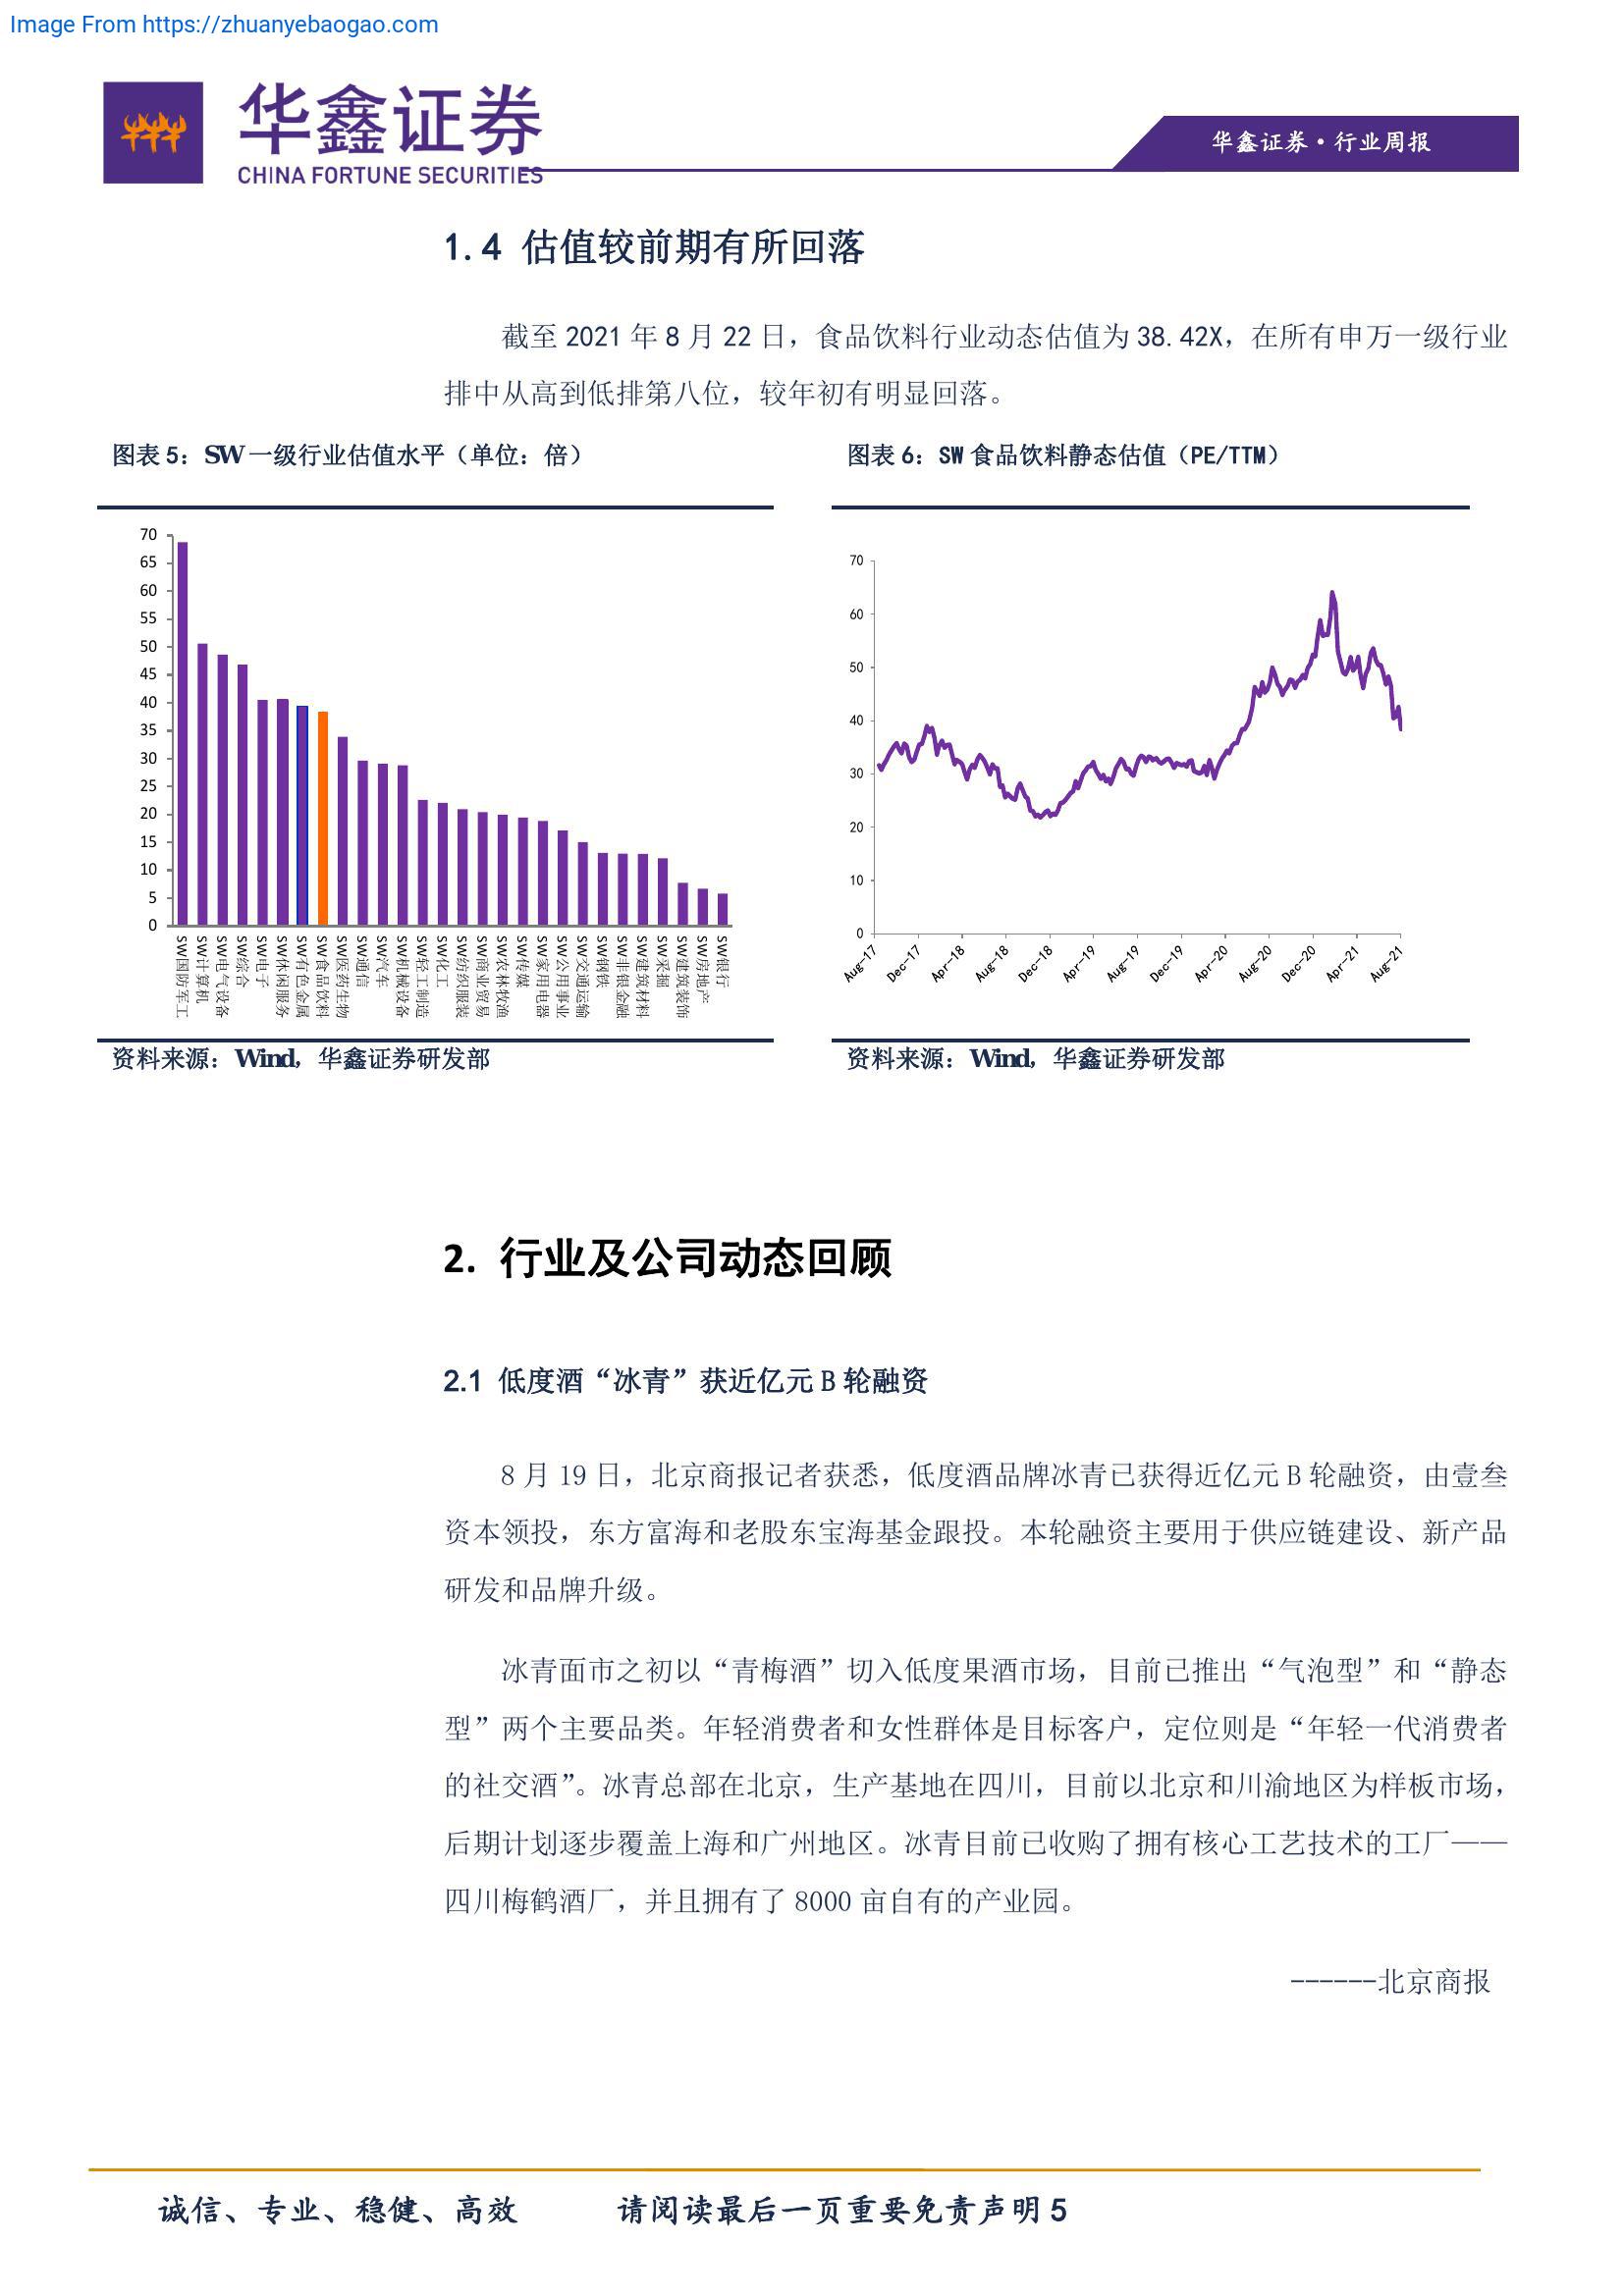 Image From https://zhuanyebaogao.com
华鑫证券
CHINA FORTUNE SECURITIES
华鑫证券·行业周报
1.4 估值较前期有所回落
截至 2021 年 8 月 22 日，食品饮料行业动态估值为 38.42X，在所有申万一级行业
排中从高到低排第八位，较年初有明显回落。
图表 5：SW 一级行业估值水平（单位：倍）
70
65
60
55
50
45
40
35
30
25
20
15
10
5
0
SW国防军工
SW计算机
SW电气设备
SW综合
SW电子
SW休闲服务
SW有色金属
SW食品饮料
SW医药生物
SW通信
SW汽车
SW机械设备
SW轻工制造
SW化工
SW纺织服装
SW商业贸易
SW农林牧渔
SW传媒
SW家用电器
SW公用事业
SW交通运输
SW钢铁
SW非银金融
SW建筑材料
SW采掘
SW建筑装饰
SW房地产
SW银行
资料来源：Wind，华鑫证券研发部
图表 6：SW 食品饮料静态估值（PE/TTM）
70
60
50
40
30
20
10
0
Aug-17
Dec-17
Apr-18
Aug-18
Dec-18
Apr-19
Aug-19
Dec-19
Apr-20
Aug-20
Dec-20
Apr-21
Aug-21
资料来源：Wind，华鑫证券研发部
2. 行业及公司动态回顾
2.1 低度酒“冰青”获近亿元 B 轮融资
8 月 19 日，北京商报记者获悉，低度酒品牌冰青已获得近亿元 B 轮融资，由壹叁
资本领投，东方富海和老股东宝海基金跟投。本轮融资主要用于供应链建设、新产品
研发和品牌升级。
冰青面市之初以“青梅酒”切入低度果酒市场，目前已推出“气泡型”和“静态
型”两个主要品类。年轻消费者和女性群体是目标客户，定位则是“年轻一代消费者
的社交酒”。冰青总部在北京，生产基地在四川，目前以北京和川渝地区为样板市场，
后期计划逐步覆盖上海和广州地区。冰青目前已收购了拥有核心工艺技术的工厂——
四川梅鹤酒厂，并且拥有了 8000 亩自有的产业园。
------北京商报
诚信、专业、稳健、高效 请阅读最后一页重要免责声明 5